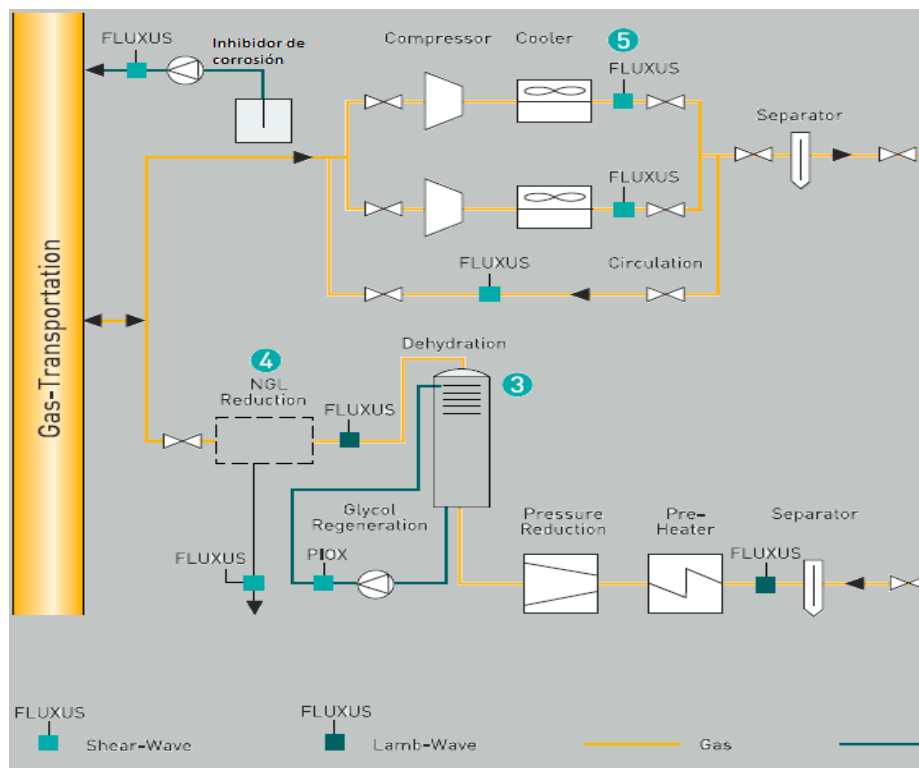 FLUXUS
Inhibidor de
corrosión
Compressor
Cooler
5
FLUXUS
Separator
FLUXUS
FLUXUS
Circulation
Gas-Transportation
Dehydration
4
NGL
Reduction
3
FLUXUS
Glycol
Regeneration
PIOX
FLUXUS
Pressure
Reduction
Pre-
Heater
Separator
FLUXUS
FLUXUS
Shear-Wave
FLUXUS
Lamb-Wave
Gas